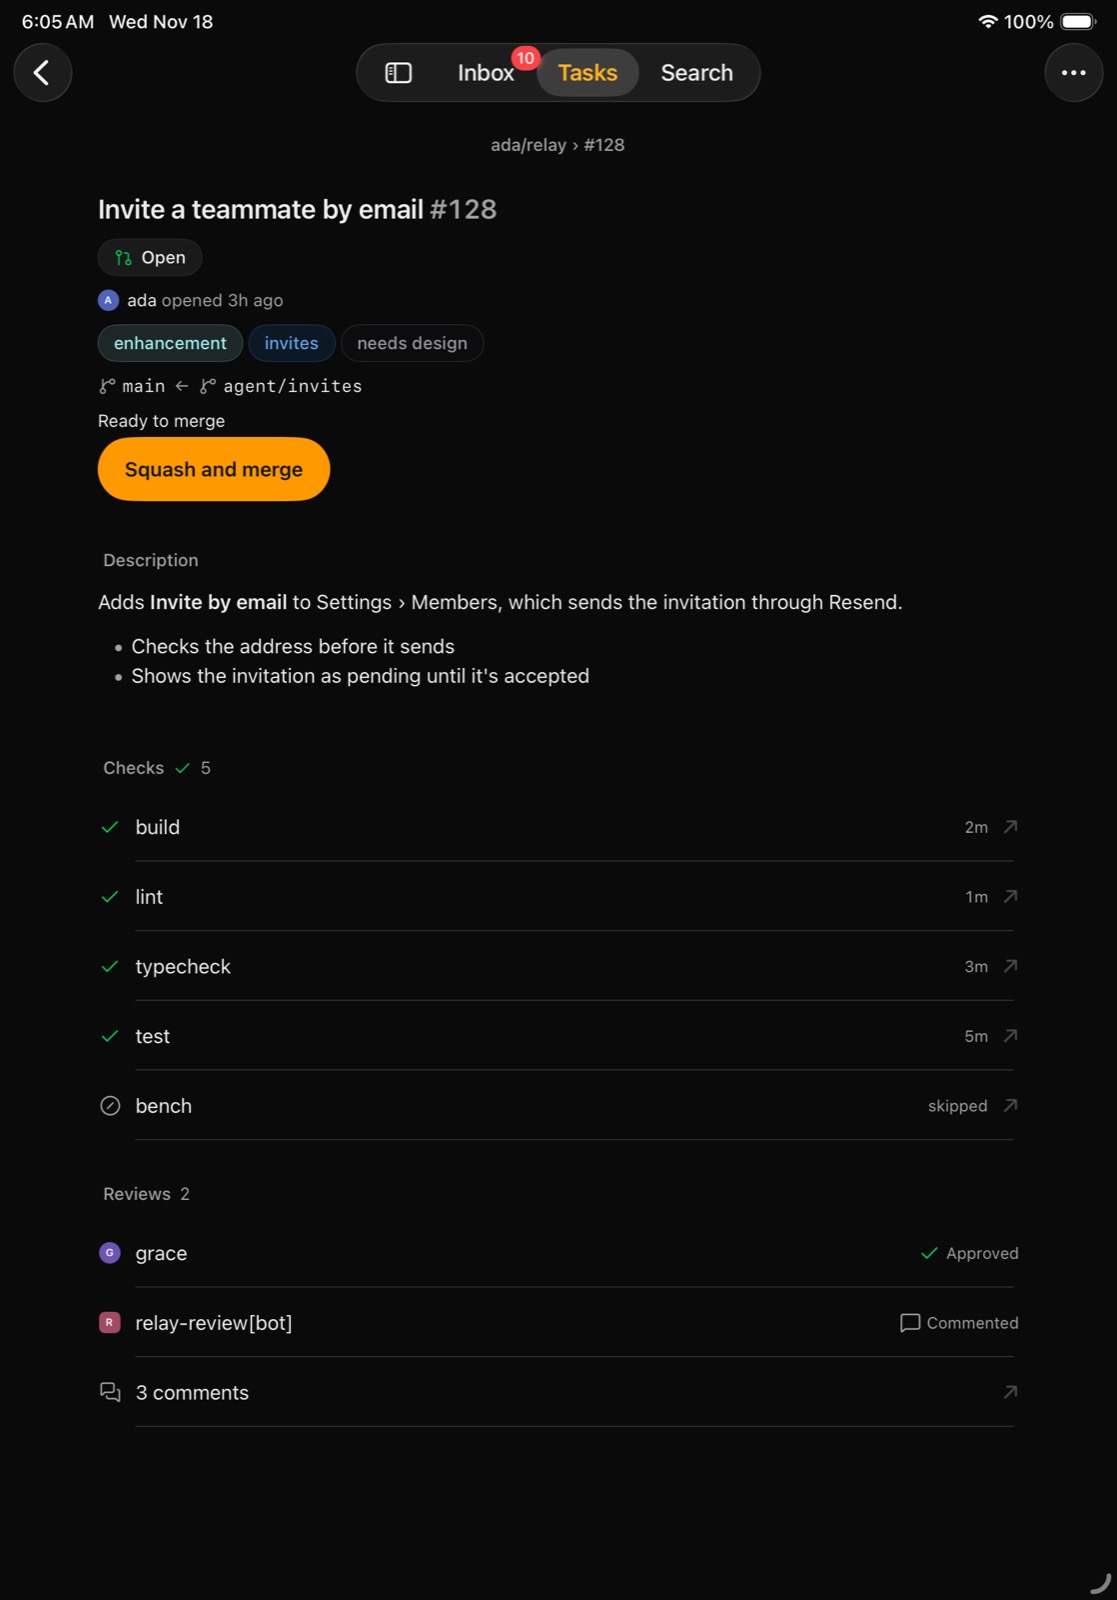 6:05 AM Wed Nov 18
100%
Inbox 10 Tasks Search
ada/relay › #128
Invite a teammate by email #128
Open
A ada opened 3h ago
enhancement invites needs design
main ← agent/invites
Ready to merge
Squash and merge
Description
Adds Invite by email to Settings › Members, which sends the invitation through Resend.
• Checks the address before it sends
• Shows the invitation as pending until it's accepted
Checks ✓ 5
build 2m
lint 1m
typecheck 3m
test 5m
bench skipped
Reviews 2
G grace Approved
R relay-review[bot] Commented
3 comments